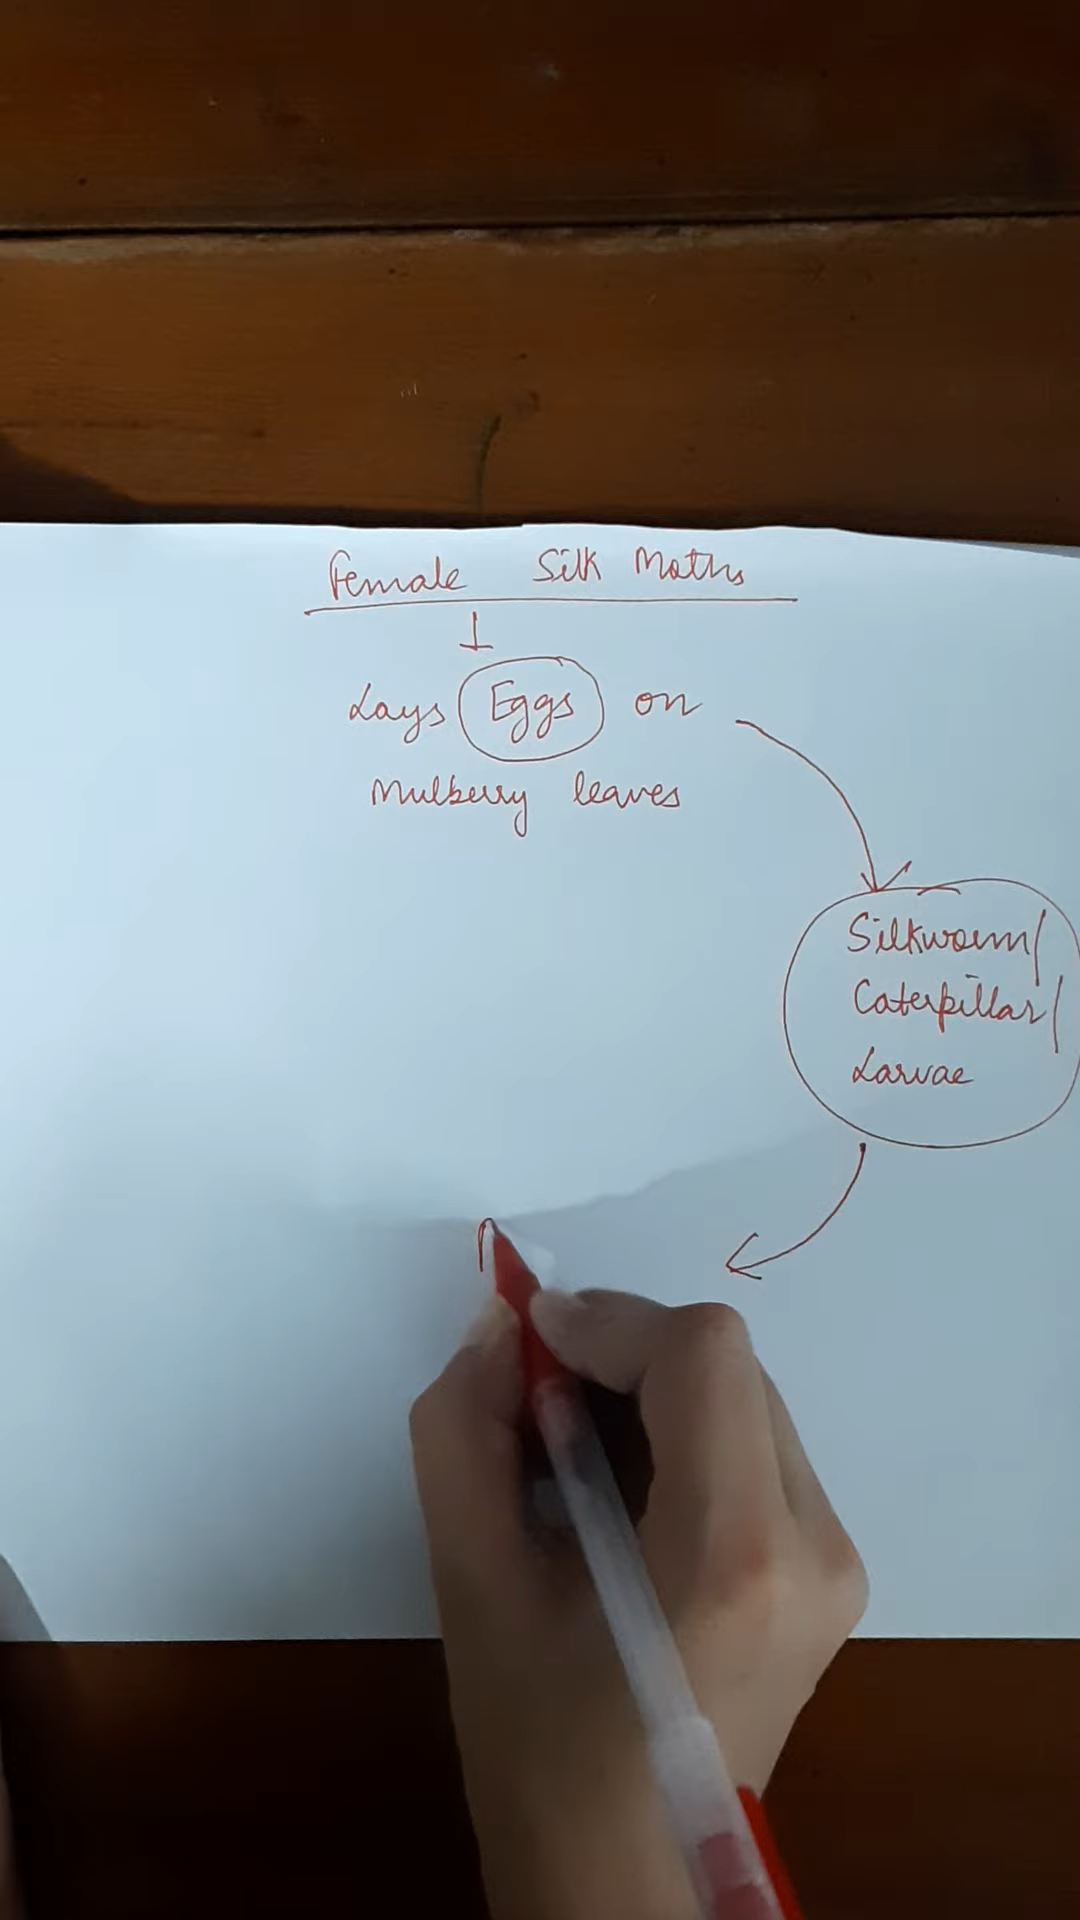 Female Silk Moths
Lays Eggs on
Mulberry leaves
Silkworm/
Caterpillar/
Larvae